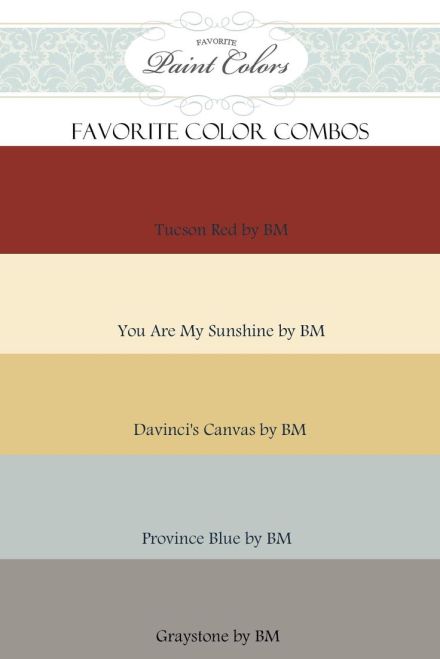 FAVORITE
Paint Colors
FAVORITE COLOR COMBOS
Tucson Red by BM
You Are My Sunshine by BM
Davinci's Canvas by BM
Province Blue by BM
Graystone by BM